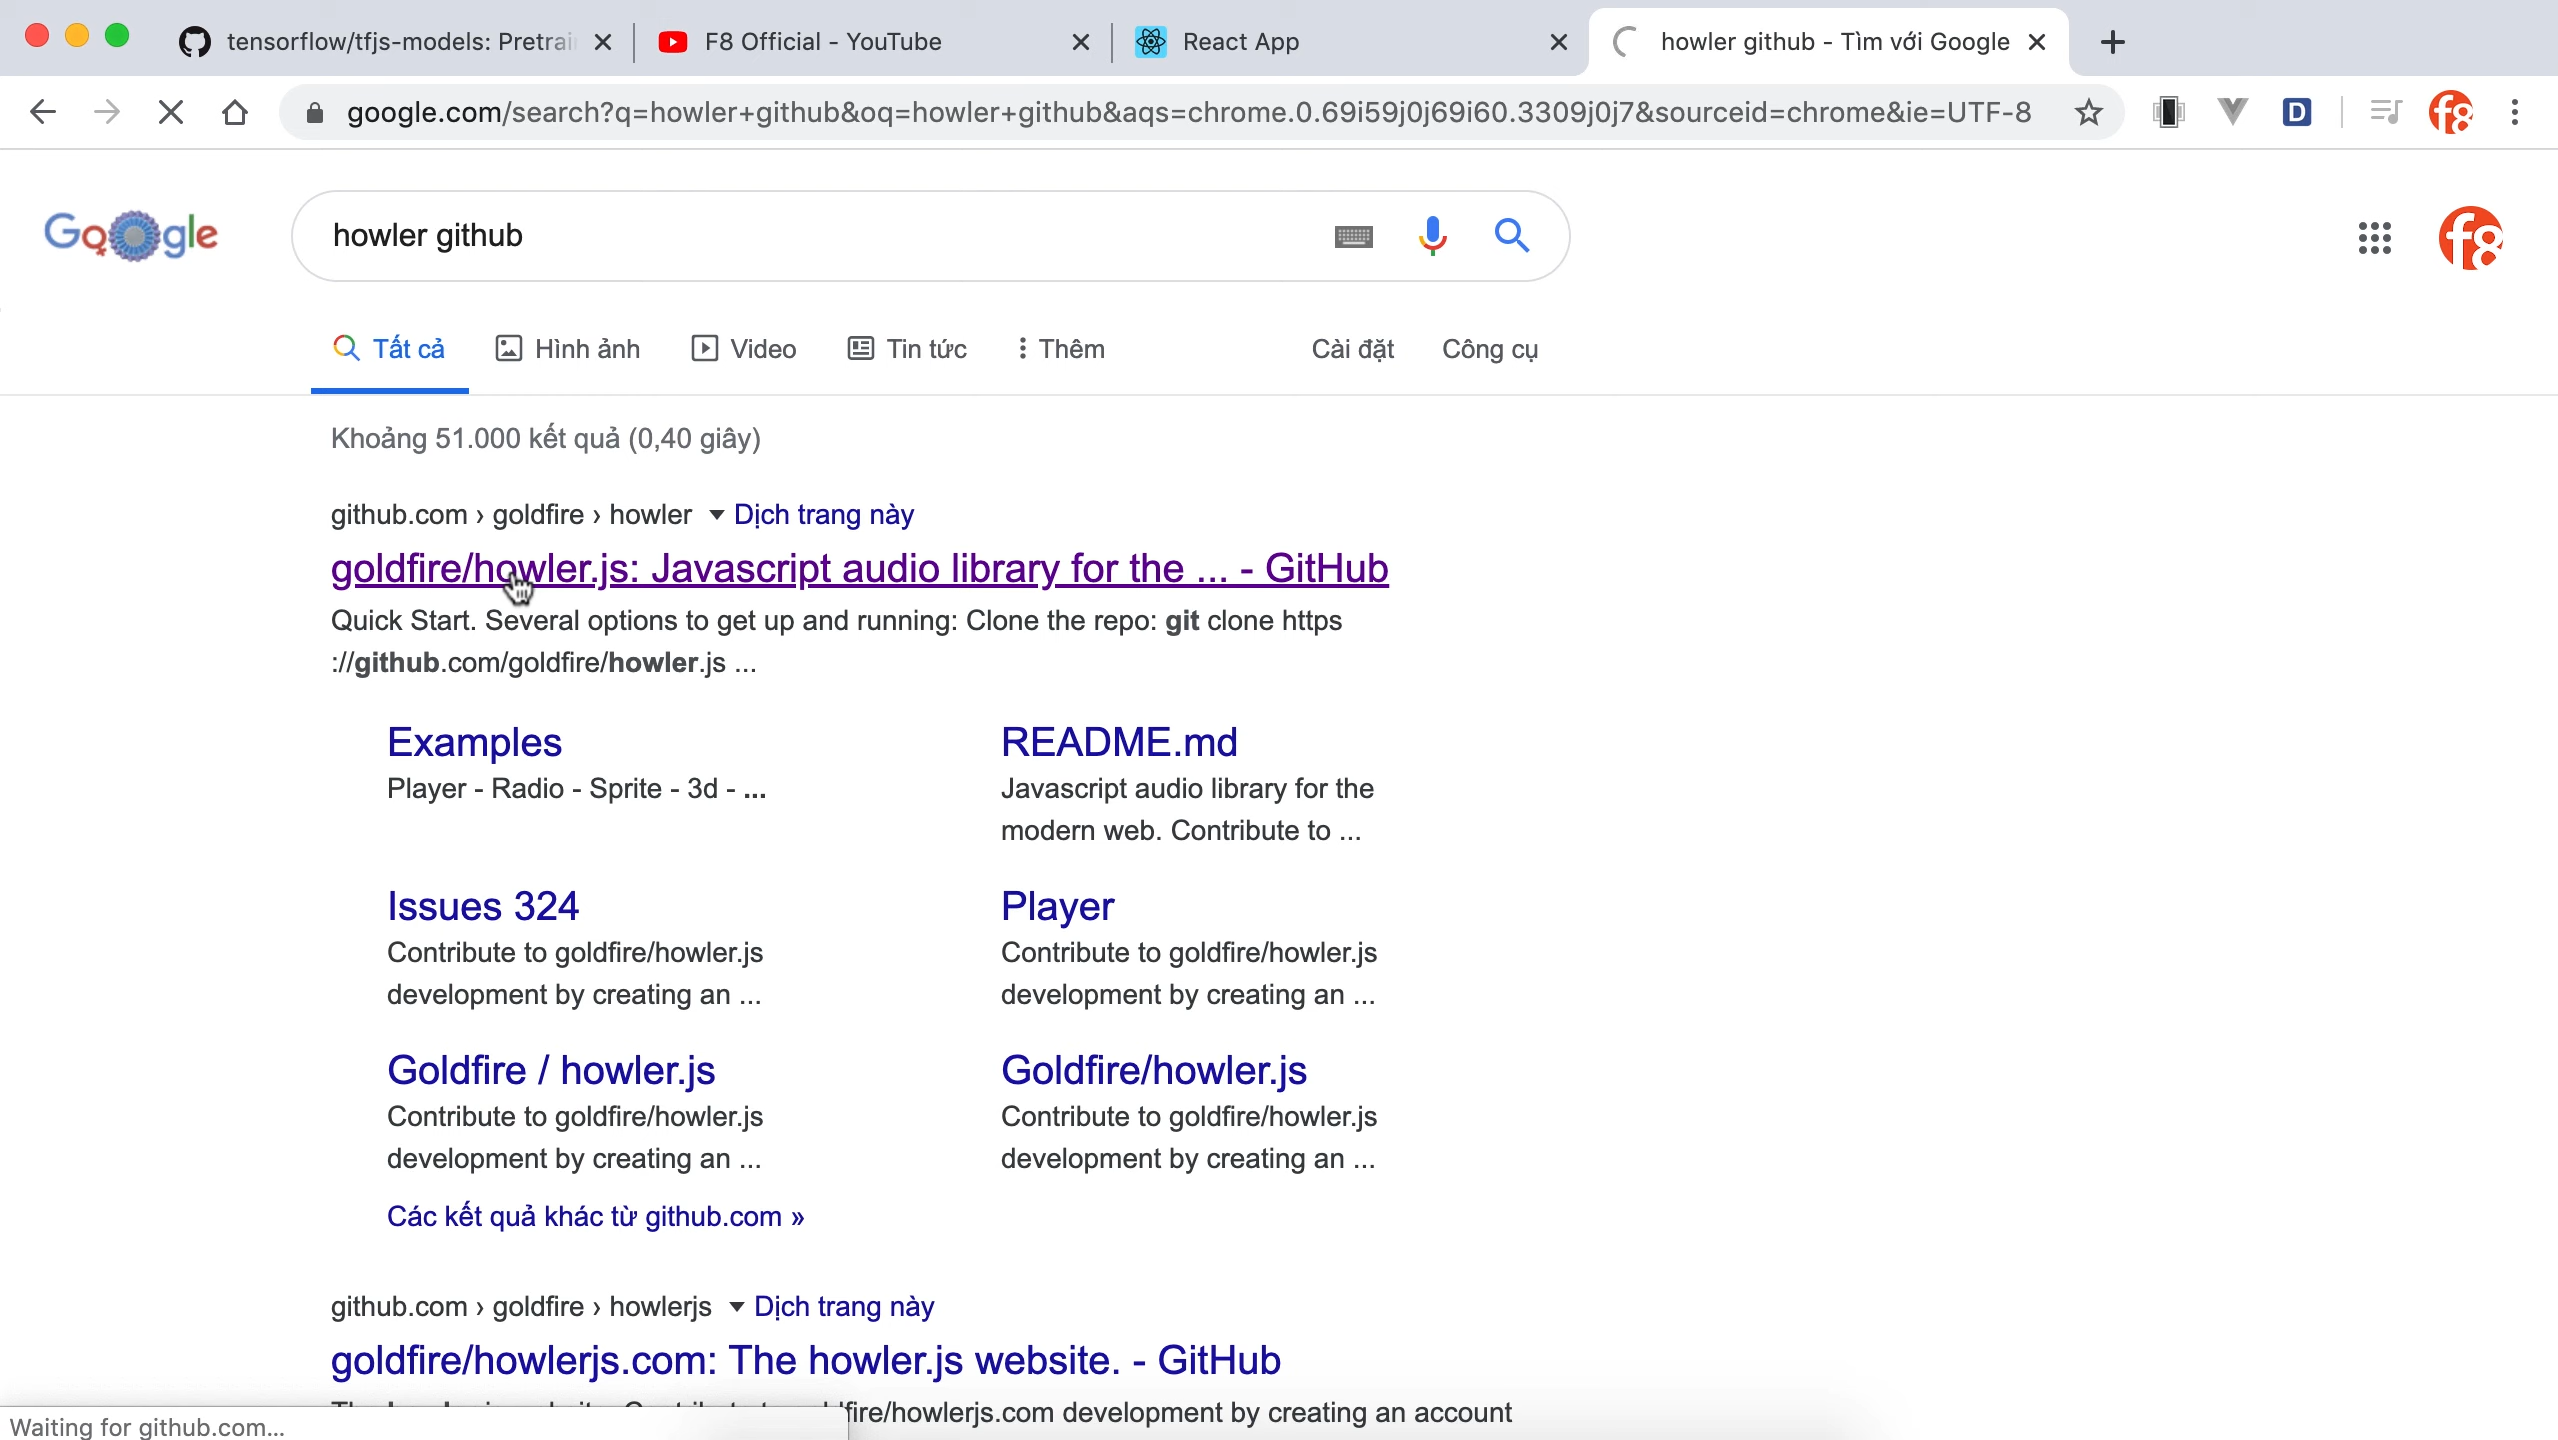 tensorflow/tfjs-models: Pretrai
F8 Official - YouTube
React App
howler github - Tìm với Google
google.com/search?q=howler+github&oq=howler+github&aqs=chrome.0.69i59j0j69i60.3309j0j7&sourceid=chrome&ie=UTF-8
D
f8
Google
howler github
f8
Tất cả
Hình ảnh
Video
Tin tức
Thêm
Cài đặt
Công cụ
Khoảng 51.000 kết quả (0,40 giây)
github.com › goldfire › howler ▾ Dịch trang này
goldfire/howler.js: Javascript audio library for the ... - GitHub
Quick Start. Several options to get up and running: Clone the repo: git clone https
://github.com/goldfire/howler.js ...
Examples
Player - Radio - Sprite - 3d - ...
README.md
Javascript audio library for the
modern web. Contribute to ...
Issues 324
Contribute to goldfire/howler.js
development by creating an ...
Player
Contribute to goldfire/howler.js
development by creating an ...
Goldfire / howler.js
Contribute to goldfire/howler.js
development by creating an ...
Goldfire/howler.js
Contribute to goldfire/howler.js
development by creating an ...
Các kết quả khác từ github.com »
github.com › goldfire › howlerjs ▾ Dịch trang này
goldfire/howlerjs.com: The howler.js website. - GitHub
fire/howlerjs.com development by creating an account
Waiting for github.com...